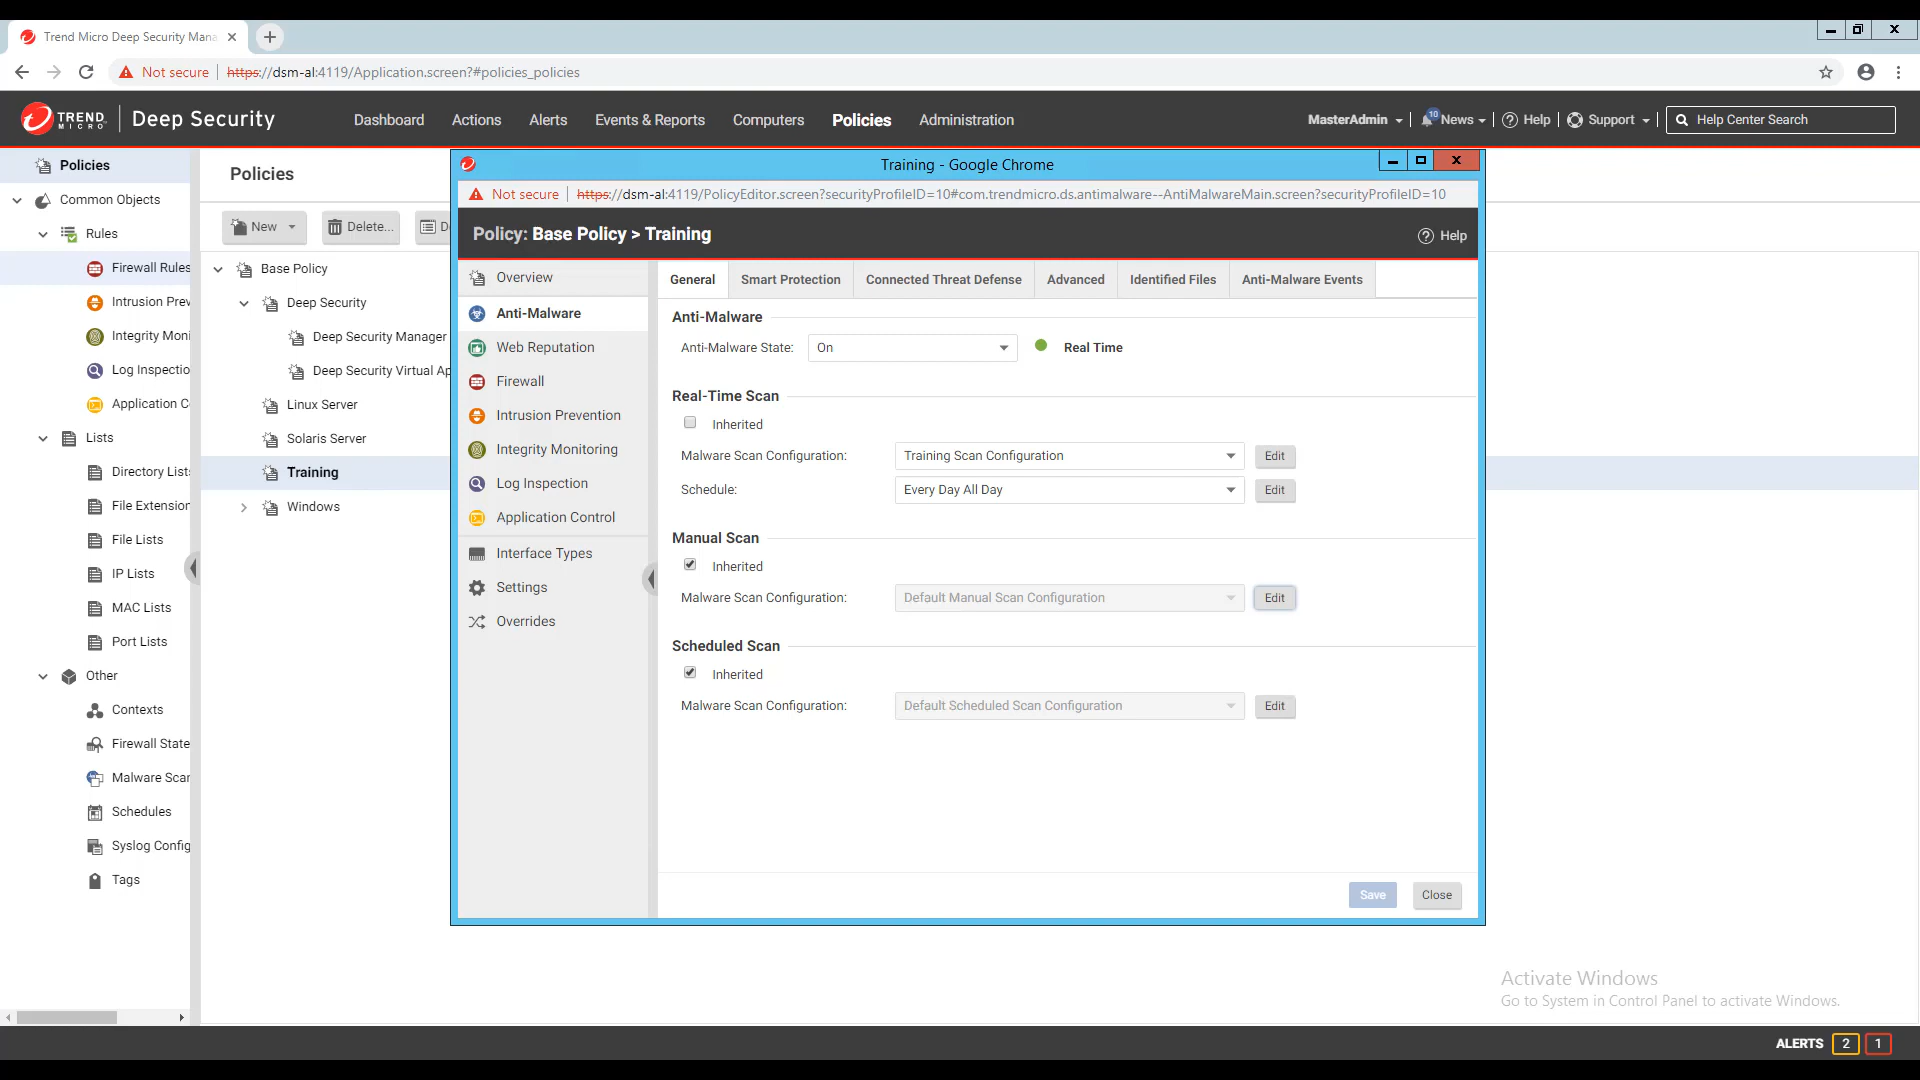 Trend Micro Deep Security Mana
Not secure
https://dsm-al:4119/Application.screen?#policies_policies
TREND MICRO
Deep Security
Dashboard
Actions
Alerts
Events & Reports
Computers
Policies
Administration
MasterAdmin
10
News
Help
Support
Help Center Search
Policies
Common Objects
Rules
Firewall Rules
Intrusion Prev
Integrity Moni
Log Inspectio
Application C
Lists
Directory Lists
File Extension
File Lists
IP Lists
MAC Lists
Port Lists
Other
Contexts
Firewall State
Malware Scan
Schedules
Syslog Config
Tags
Policies
New
Delete...
Base Policy
Deep Security
Deep Security Manager
Deep Security Virtual Ap
Linux Server
Solaris Server
Training
Windows
Training - Google Chrome
Not secure
https://dsm-al:4119/PolicyEditor.screen?securityProfileID=10#com.trendmicro.ds.antimalware--AntiMalwareMain.screen?securityProfileID=10
Policy: Base Policy > Training
Help
Overview
Anti-Malware
Web Reputation
Firewall
Intrusion Prevention
Integrity Monitoring
Log Inspection
Application Control
Interface Types
Settings
Overrides
General
Smart Protection
Connected Threat Defense
Advanced
Identified Files
Anti-Malware Events
Anti-Malware
Anti-Malware State:
On
Real Time
Real-Time Scan
Inherited
Malware Scan Configuration:
Training Scan Configuration
Edit
Schedule:
Every Day All Day
Edit
Manual Scan
Inherited
Malware Scan Configuration:
Default Manual Scan Configuration
Edit
Scheduled Scan
Inherited
Malware Scan Configuration:
Default Scheduled Scan Configuration
Edit
Save
Close
Activate Windows
Go to System in Control Panel to activate Windows.
ALERTS
2
1